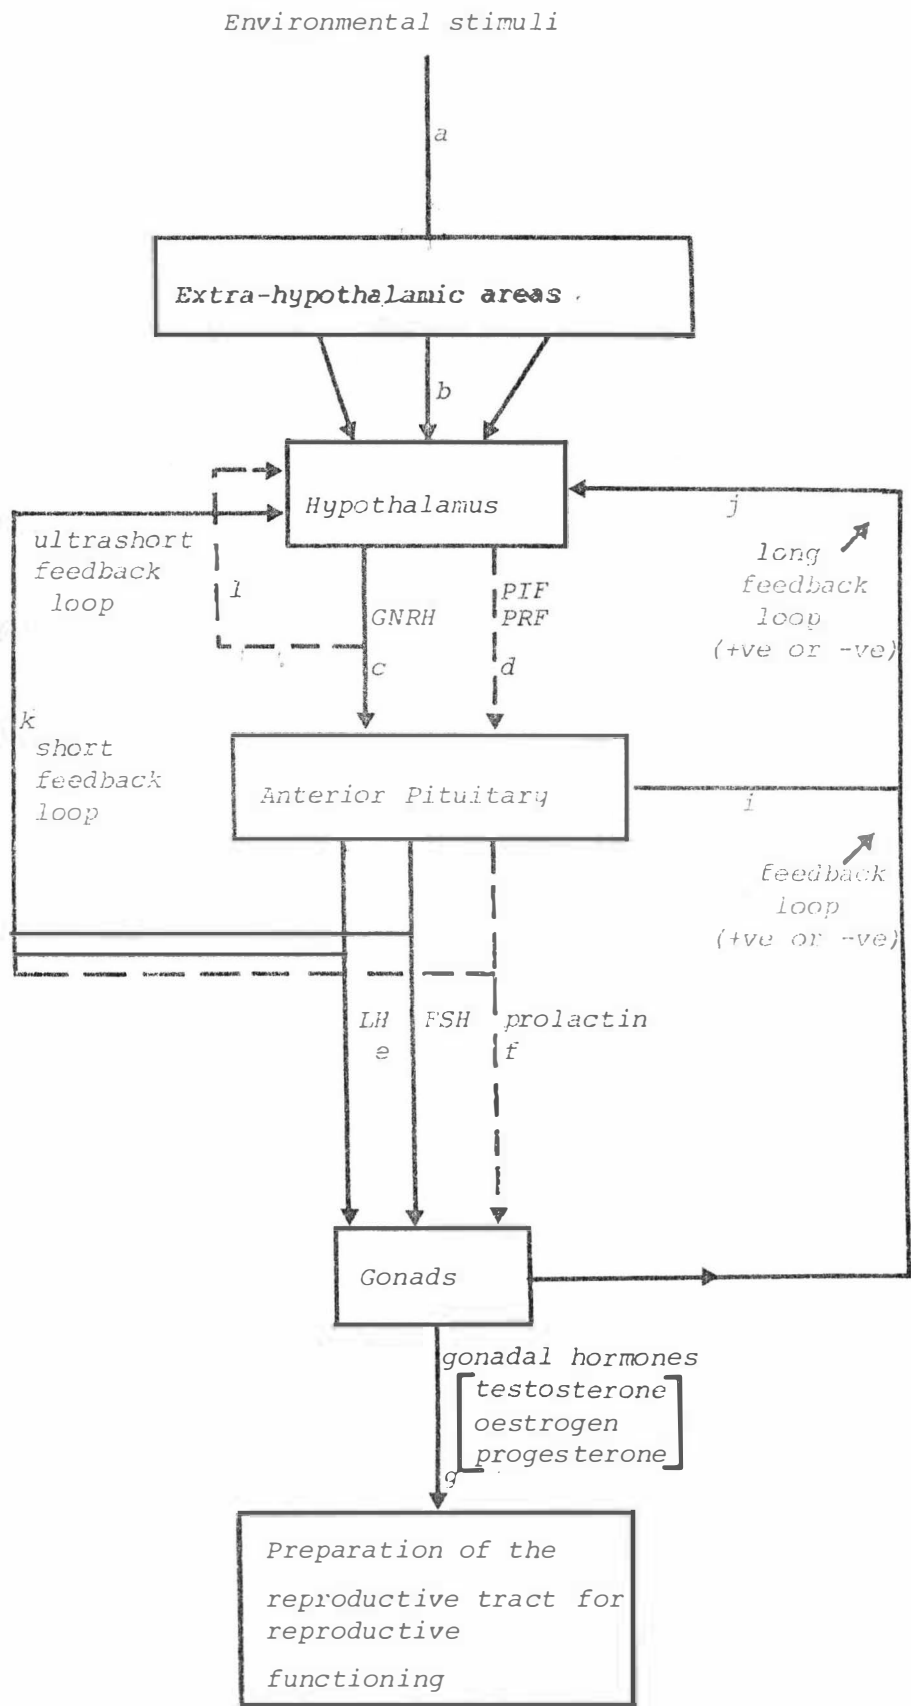 Environmental stimuli
a
Extra-hypothalamic areas
b
Hypothalamus
j
ultrashort
feedback
loop
l
long
feedback
loop
(+ve or -ve)
GNRH
PIF
PRF
c
d
k
short
feedback
loop
Anterior Pituitary
i
feedback
loop
(+ve or -ve)
LH
FSH
prolactin
e
f
Gonads
gonadal hormones
testosterone
oestrogen
progesterone
g
Preparation of the
reproductive tract for
reproductive
functioning